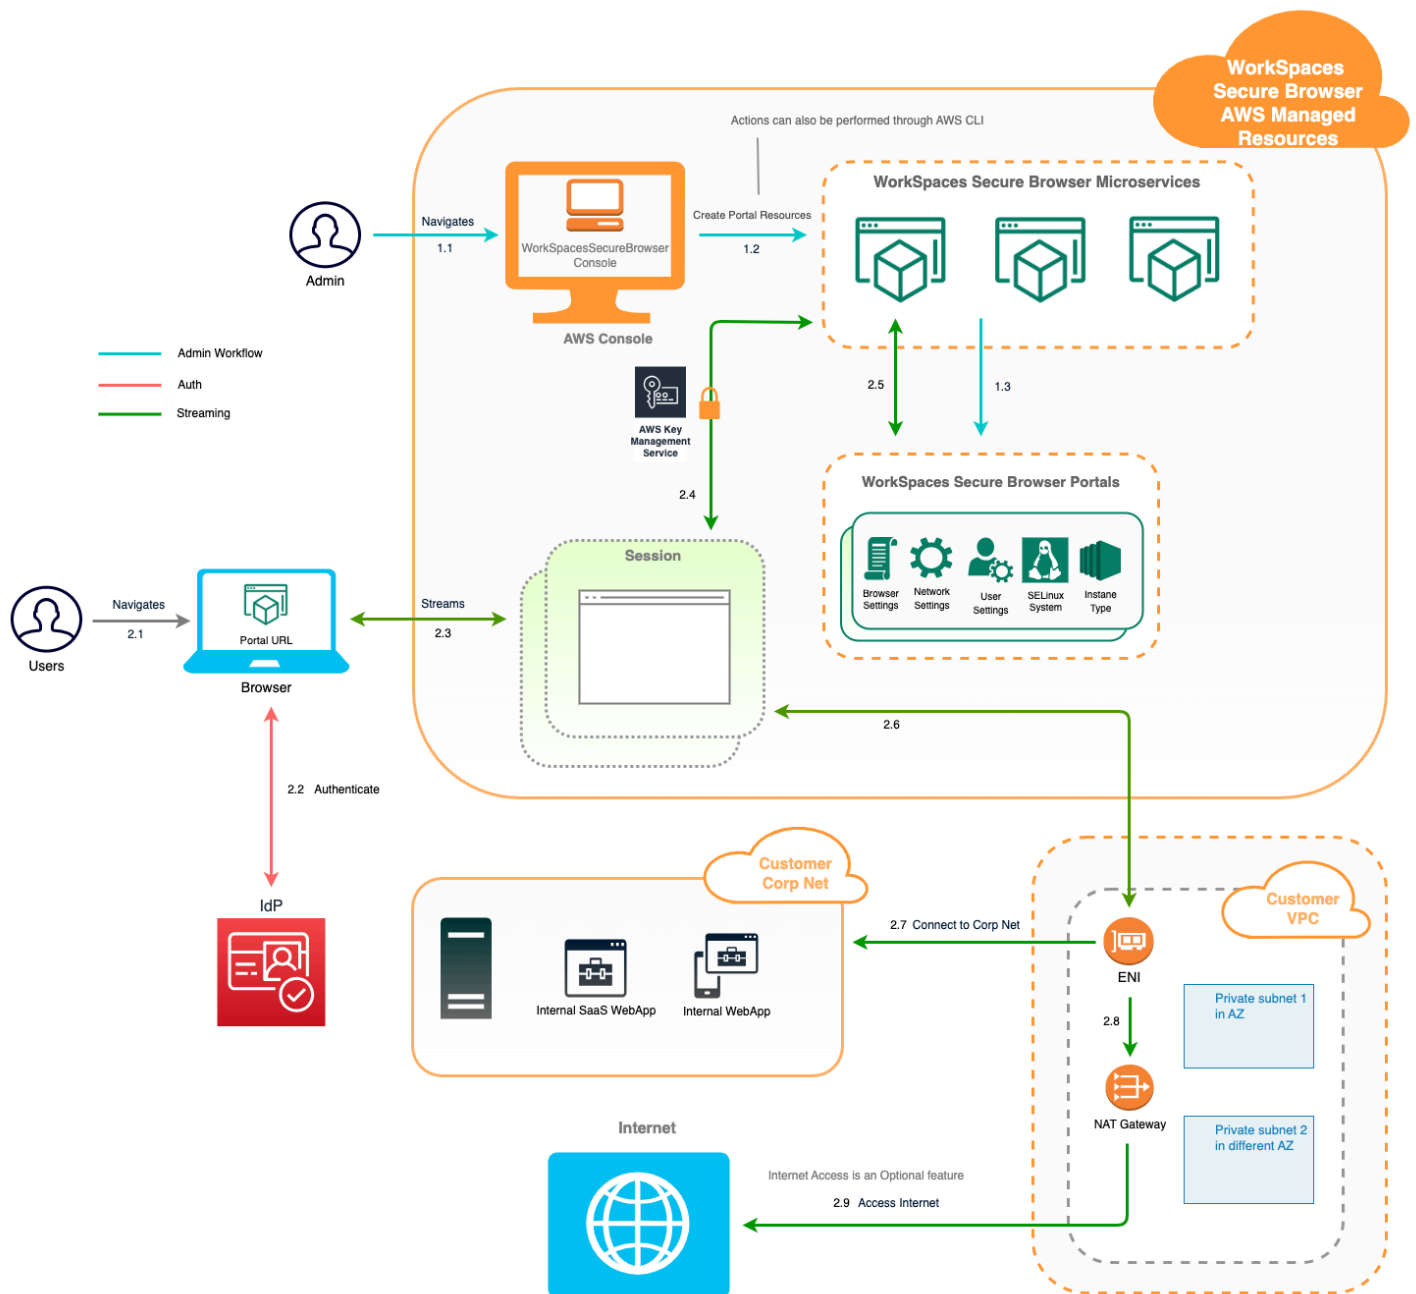 WorkSpaces
Secure Browser
AWS Managed
Resources
Actions can also be performed through AWS CLI
WorkSpaces Secure Browser Microservices
Navigates
1.1
Admin
WorkSpacesSecureBrowser
Console
AWS Console
Create Portal Resources
1.2
Admin Workflow
Auth
Streaming
AWS Key
Management
Service
2.4
2.5
1.3
WorkSpaces Secure Browser Portals
Browser
Settings
Network
Settings
User
Settings
SELinux
System
Instane
Type
Session
Users
Navigates
2.1
Portal URL
Browser
Streams
2.3
2.6
2.2 Authenticate
IdP
Customer
Corp Net
Internal SaaS WebApp
Internal WebApp
2.7 Connect to Corp Net
Customer
VPC
ENI
2.8
NAT Gateway
Private subnet 1
in AZ
Private subnet 2
in different AZ
Internet
Internet Access is an Optional feature
2.9 Access Internet